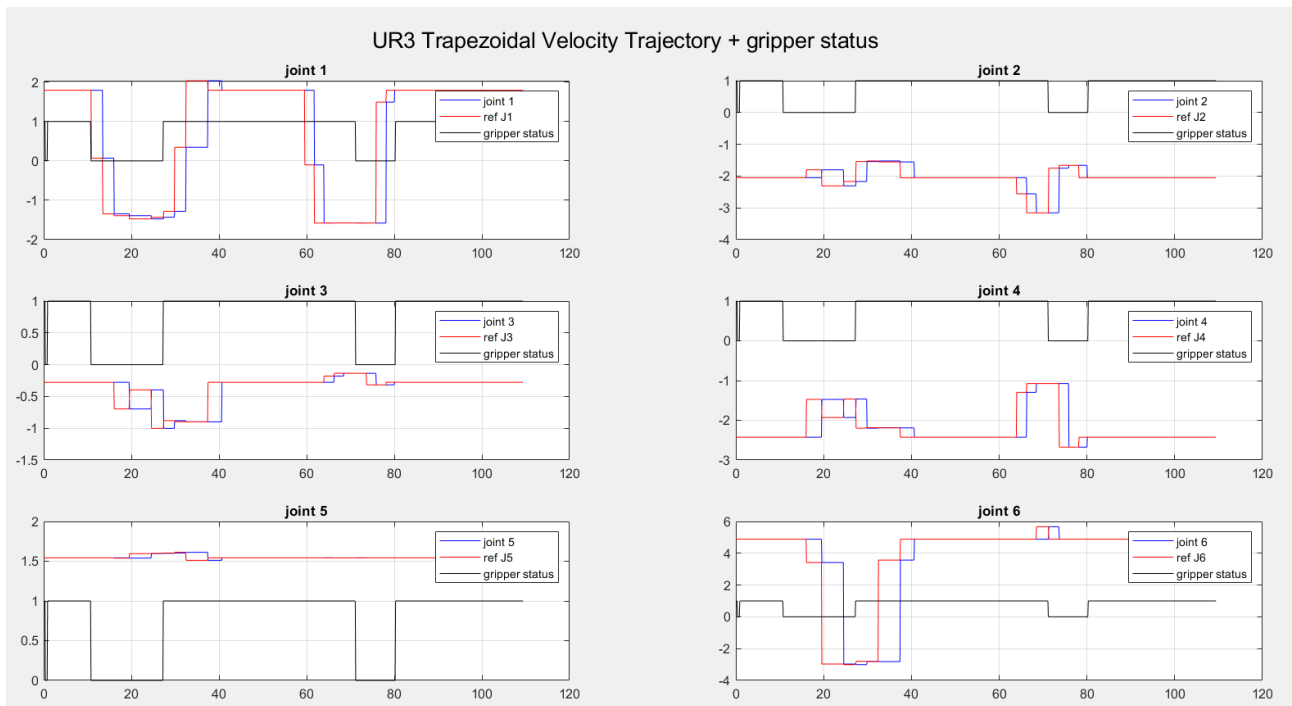 UR3 Trapezoidal Velocity Trajectory + gripper status
joint 1
2
1
0
-1
-2
0 20 40 60 80 100 120
joint 1
ref J1
gripper status
joint 2
1
0
-1
-2
-3
-4
0 20 40 60 80 100 120
joint 2
ref J2
gripper status
joint 3
1
0.5
0
-0.5
-1
-1.5
0 20 40 60 80 100 120
joint 3
ref J3
gripper status
joint 4
1
0
-1
-2
-3
0 20 40 60 80 100 120
joint 4
ref J4
gripper status
joint 5
2
1.5
1
0.5
0
0 20 40 60 80 100 120
joint 5
ref J5
gripper status
joint 6
6
4
2
0
-2
-4
0 20 40 60 80 100 120
joint 6
ref J6
gripper status